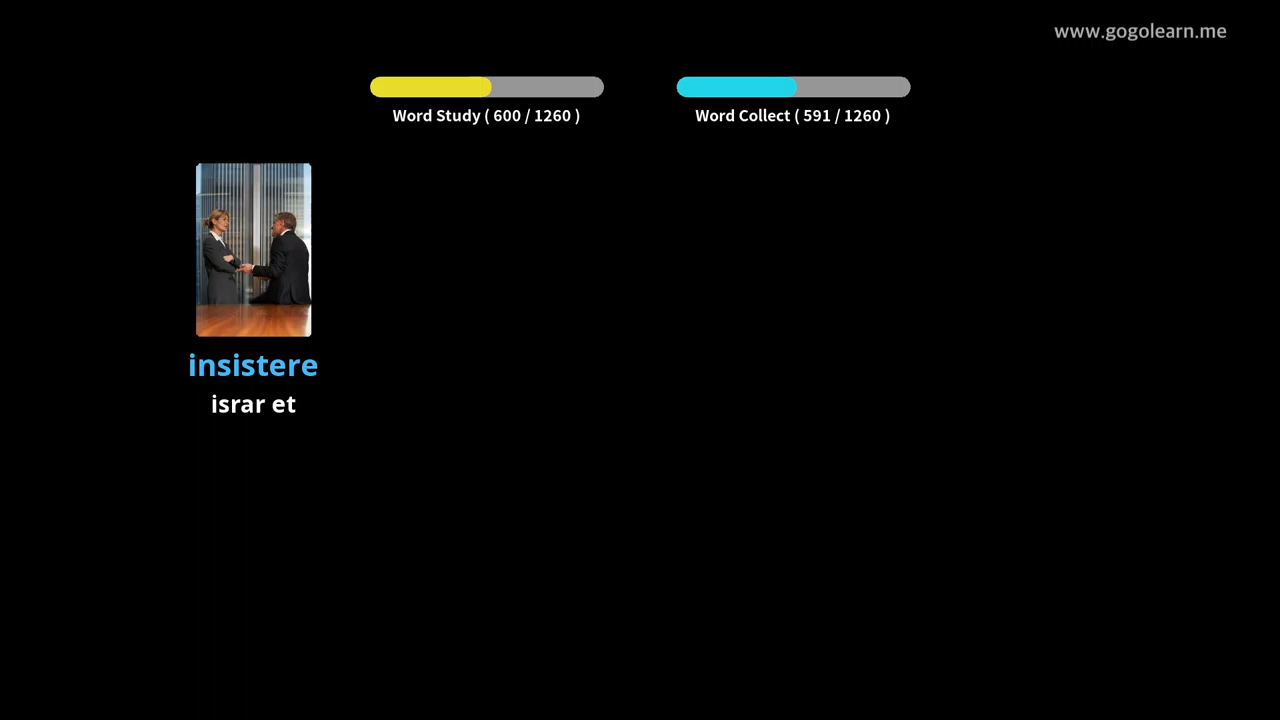 www.gogolearn.me
Word Study ( 600 / 1260 )
Word Collect ( 591 / 1260 )
insistere
israr et